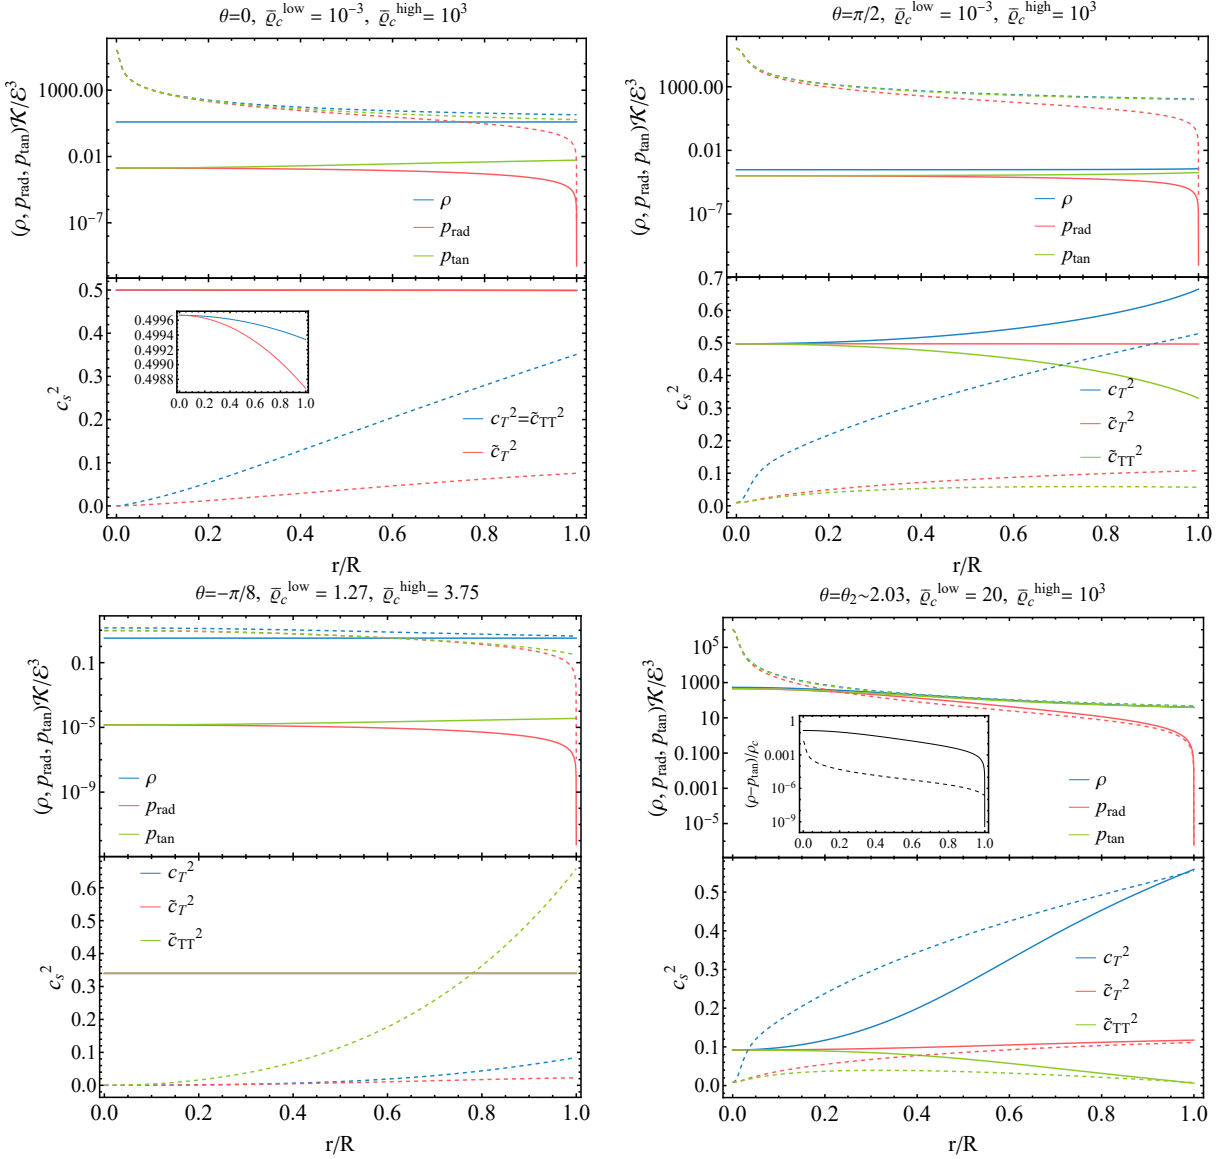 θ=0, ϱ̅_c^low = 10^-3, ϱ̅_c^high = 10^3
(ρ, p_rad, p_tan)𝒦/ℰ^3
1000.00
0.01
10^-7
ρ
p_rad
p_tan
c_s^2
0.5
0.4
0.3
0.2
0.1
0.0
0.4996
0.4994
0.4992
0.4990
0.4988
0.0 0.2 0.4 0.6 0.8 1.0
c_T^2=c̃_TT^2
c̃_T^2
0.0 0.2 0.4 0.6 0.8 1.0
r/R
θ=π/2, ϱ̅_c^low = 10^-3, ϱ̅_c^high = 10^3
(ρ, p_rad, p_tan)𝒦/ℰ^3
1000.00
0.01
10^-7
ρ
p_rad
p_tan
c_s^2
0.7
0.6
0.5
0.4
0.3
0.2
0.1
0.0
c_T^2
c̃_T^2
c̃_TT^2
0.0 0.2 0.4 0.6 0.8 1.0
r/R
θ=−π/8, ϱ̅_c^low = 1.27, ϱ̅_c^high = 3.75
(ρ, p_rad, p_tan)𝒦/ℰ^3
0.1
10^-5
10^-9
ρ
p_rad
p_tan
c_s^2
0.6
0.5
0.4
0.3
0.2
0.1
0.0
c_T^2
c̃_T^2
c̃_TT^2
0.0 0.2 0.4 0.6 0.8 1.0
r/R
θ=θ_2~2.03, ϱ̅_c^low = 20, ϱ̅_c^high = 10^3
(ρ, p_rad, p_tan)𝒦/ℰ^3
10^5
1000
10
0.100
0.001
10^-5
(ρ−p_tan)/ρ_c
1
0.001
10^-6
10^-9
0.0 0.2 0.4 0.6 0.8 1.0
ρ
p_rad
p_tan
c_s^2
0.5
0.4
0.3
0.2
0.1
0.0
c_T^2
c̃_T^2
c̃_TT^2
0.0 0.2 0.4 0.6 0.8 1.0
r/R